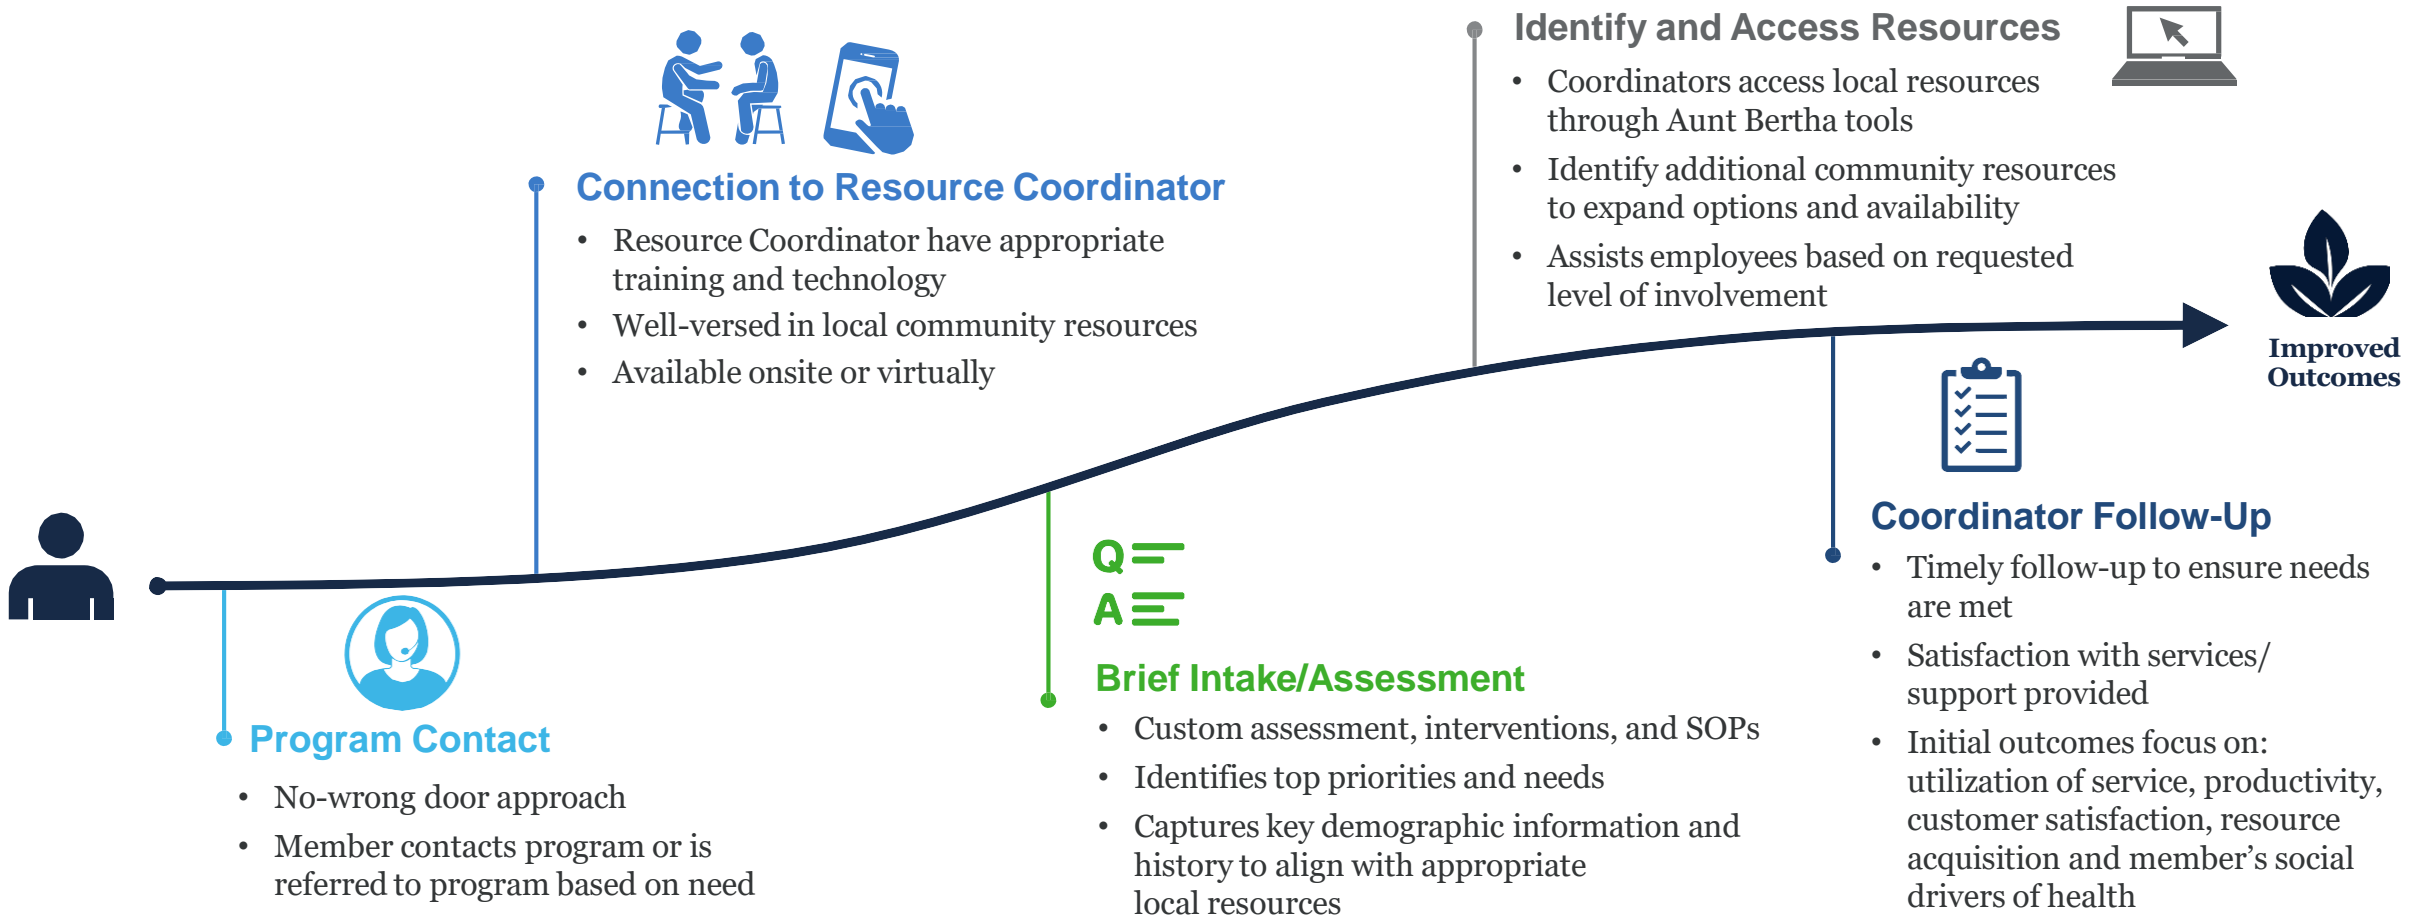 Program Contact
• No-wrong door approach
• Member contacts program or is
referred to program based on need
Connection to Resource Coordinator
• Resource Coordinator have appropriate
training and technology
• Well-versed in local community resources
• Available onsite or virtually
Q
A
Brief Intake/Assessment
• Custom assessment, interventions, and SOPs
• Identifies top priorities and needs
• Captures key demographic information and
history to align with appropriate
local resources
Identify and Access Resources
• Coordinators access local resources
through Aunt Bertha tools
• Identify additional community resources
to expand options and availability
• Assists employees based on requested
level of involvement
Coordinator Follow-Up
• Timely follow-up to ensure needs
are met
• Satisfaction with services/
support provided
• Initial outcomes focus on:
utilization of service, productivity,
customer satisfaction, resource
acquisition and member’s social
drivers of health
Improved
Outcomes